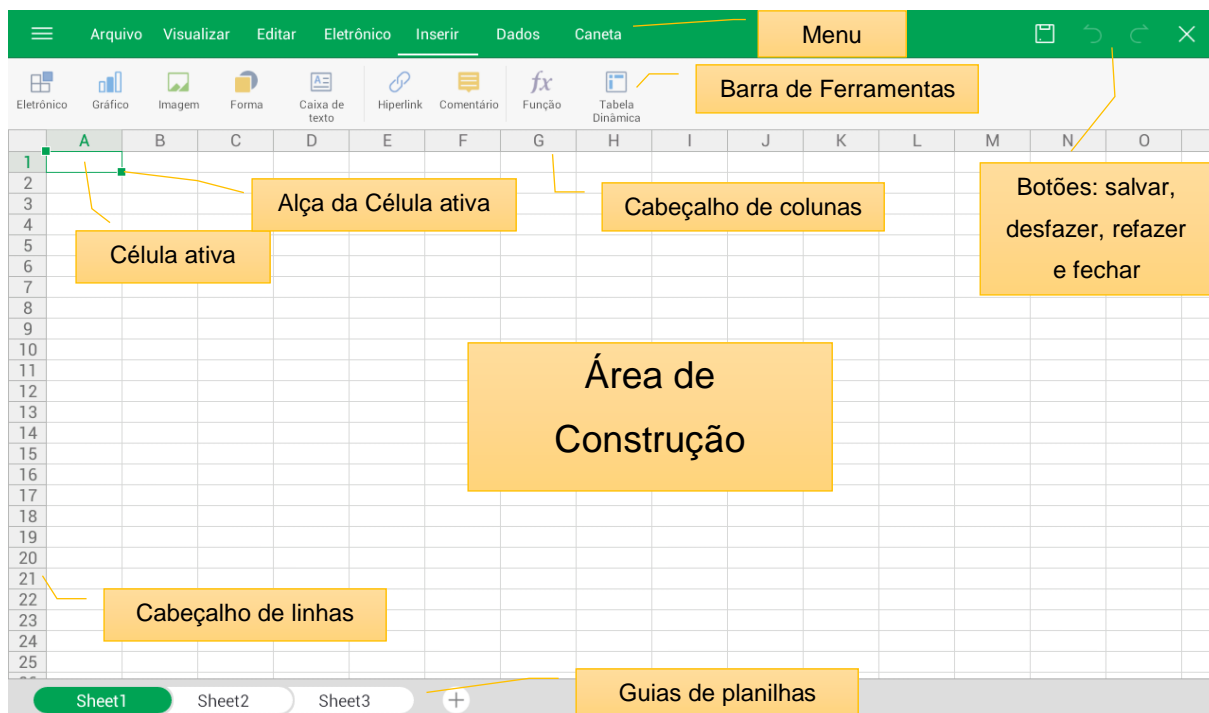 Arquivo Visualizar Editar Eletrônico Inserir Dados Caneta Menu
Eletrônico Gráfico Imagem Forma Caixa de texto Hiperlink Comentário fx Função Tabela Dinâmica
Barra de Ferramentas
A B C D E F G H I J K L M N O
1
2
3
4
5
6
7
8
9
10
11
12
13
14
15
16
17
18
19
20
21
22
23
24
25
Alça da Célula ativa
Cabeçalho de colunas
Botões: salvar,
desfazer, refazer
e fechar
Célula ativa
Área de
Construção
Cabeçalho de linhas
Sheet1 Sheet2 Sheet3
Guias de planilhas